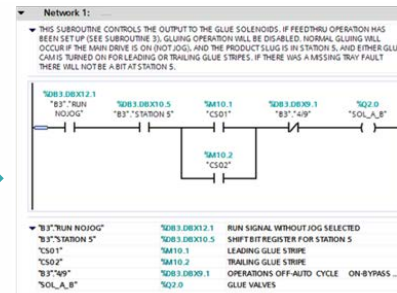 Network 1:
THIS SUBROUTINE CONTROLS THE OUTPUT TO THE GLUE SOLENOIDS. IF FEEDTHRU OPERATION HAS
BEEN SET UP (SEE SUBROUTINE 3), GLUING OPERATION WILL BE DISABLED. NORMAL GLUING WILL
OCCUR IF THE MAIN DRIVE IS ON (NOT JOG), AND THE PRODUCT SLUG IS IN STATION 5, AND EITHER GLU
CAM IS TURNED ON FOR LEADING OR TRAILING GLUE STRIPES. IF THERE WAS A MISSING TRAY FAULT
THERE WILL NOT BE A BIT AT STATION 5.
%DB3.DBX12.1
"B3"."RUN NOJOG"
%DB3.DBX10.5
"B3"."STATION 5"
%M10.1
"CS01"
%DB3.DBX9.1
"B3"."4/9"
%Q2.0
"SOL_A_B"
%M10.2
"CS02"
"B3"."RUN NOJOG" %DB3.DBX12.1 RUN SIGNAL WITHOUT JOG SELECTED
"B3"."STATION 5" %DB3.DBX10.5 SHIFT BIT REGISTER FOR STATION 5
"CS01" %M10.1 LEADING GLUE STRIPE
"CS02" %M10.2 TRAILING GLUE STRIPE
"B3"."4/9" %DB3.DBX9.1 OPERATIONS OFF-AUTO CYCLE ON-BYPASS ...
"SOL_A_B" %Q2.0 GLUE VALVES